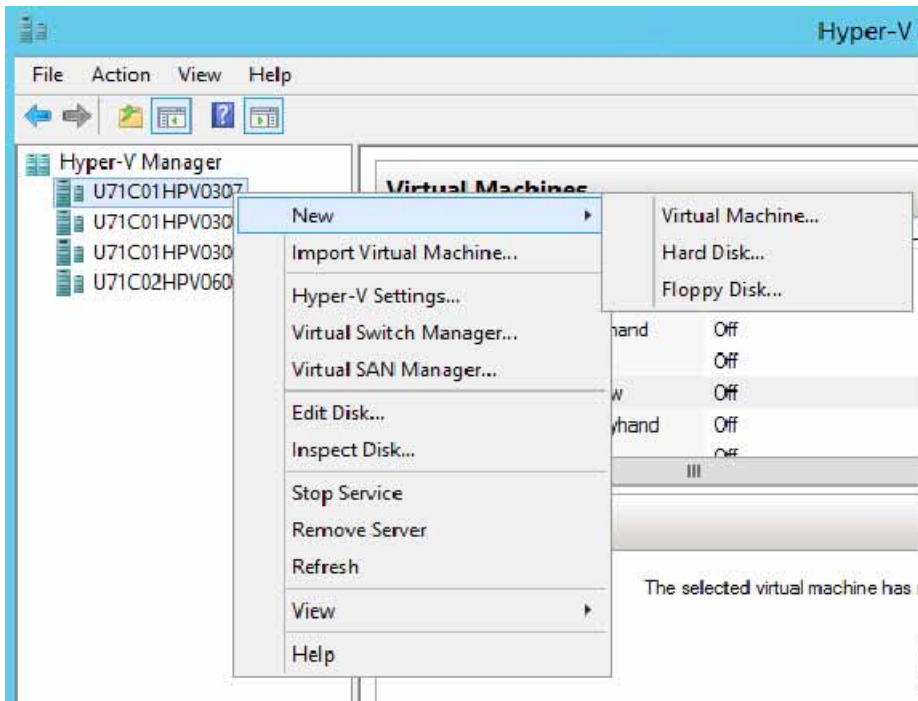 Hyper-V
File Action View Help
Hyper-V Manager
U71C01HPV0307
U71C01HPV030
U71C01HPV030
U71C02HPV060
Virtual Machines
New
Import Virtual Machine...
Hyper-V Settings...
Virtual Switch Manager...
Virtual SAN Manager...
Edit Disk...
Inspect Disk...
Stop Service
Remove Server
Refresh
View
Help
Virtual Machine...
Hard Disk...
Floppy Disk...
hand Off
Off
w Off
yhand Off
Off
The selected virtual machine has